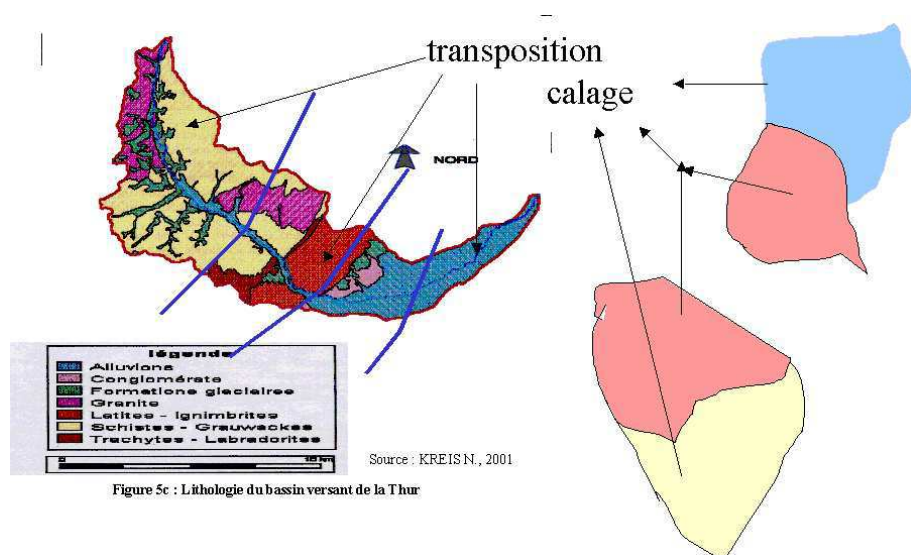 transposition
calage
NORD
légende
Alluvions
Conglomérats
Formations glaciaires
Granite
Latites - Ignimbrites
Schistes - Grauwackes
Trachytes - Labradorites
0
Source : KREIS N., 2001
Figure 5c : Lithologie du bassin versant de la Thur